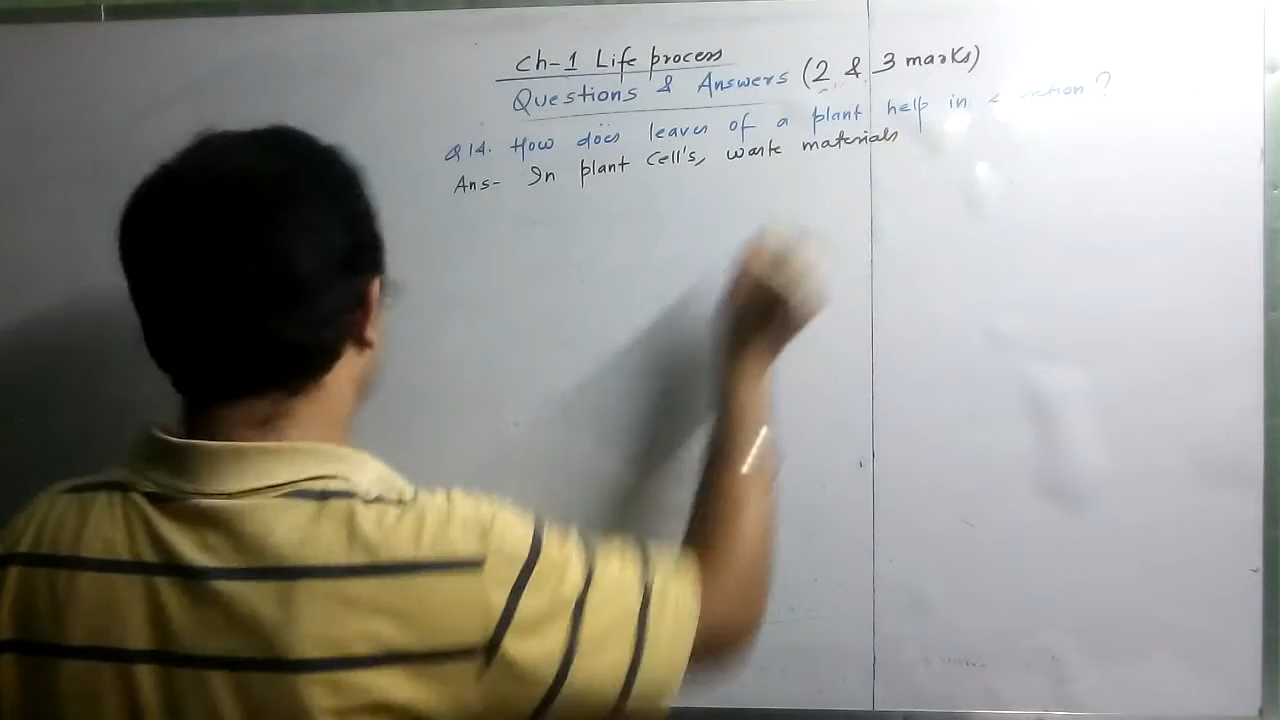 Ch-1 Life process
Questions & Answers (2 & 3 marks)
Q 14. How does leaves of a plant help in ?
Ans- In plant Cell's, waste materials